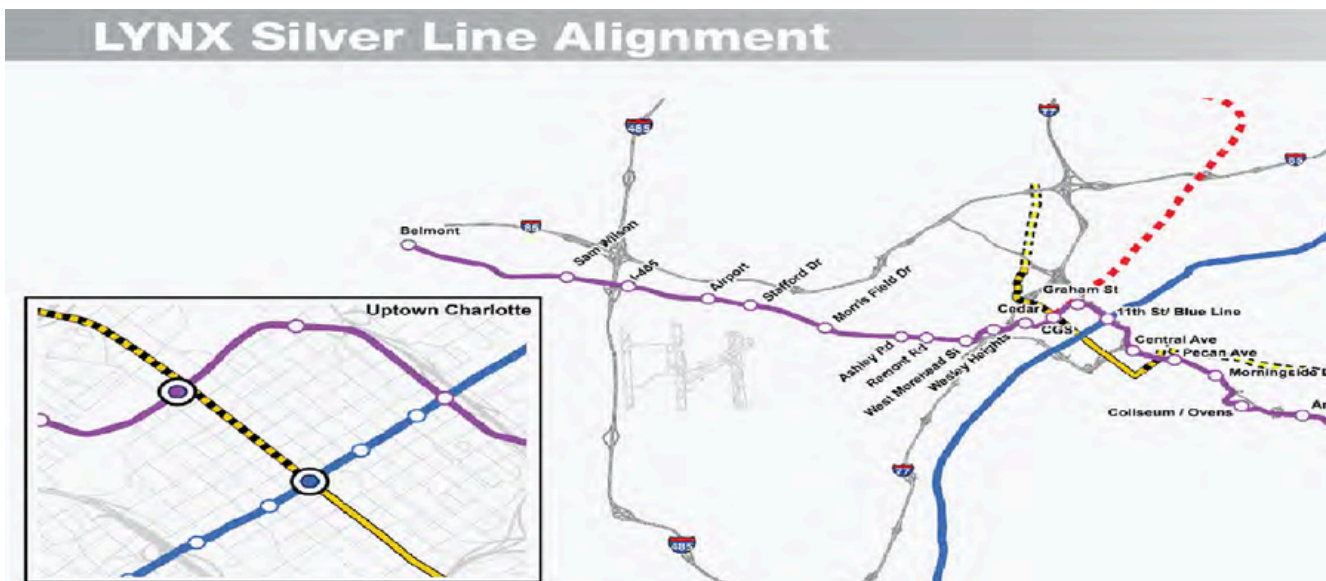 LYNX Silver Line Alignment
485
77
85
Belmont
85
Sam Wilson
I-485
Airport
Stafford Dr
Morris Field Dr
Graham St
Cedar
11th St/ Blue Line
CGS
Uptown Charlotte
Central Ave
Pecan Ave
Ashley Rd
Remont Rd
West Morehead St
Wesley Heights
Morningside
Coliseum / Ovens
77
485